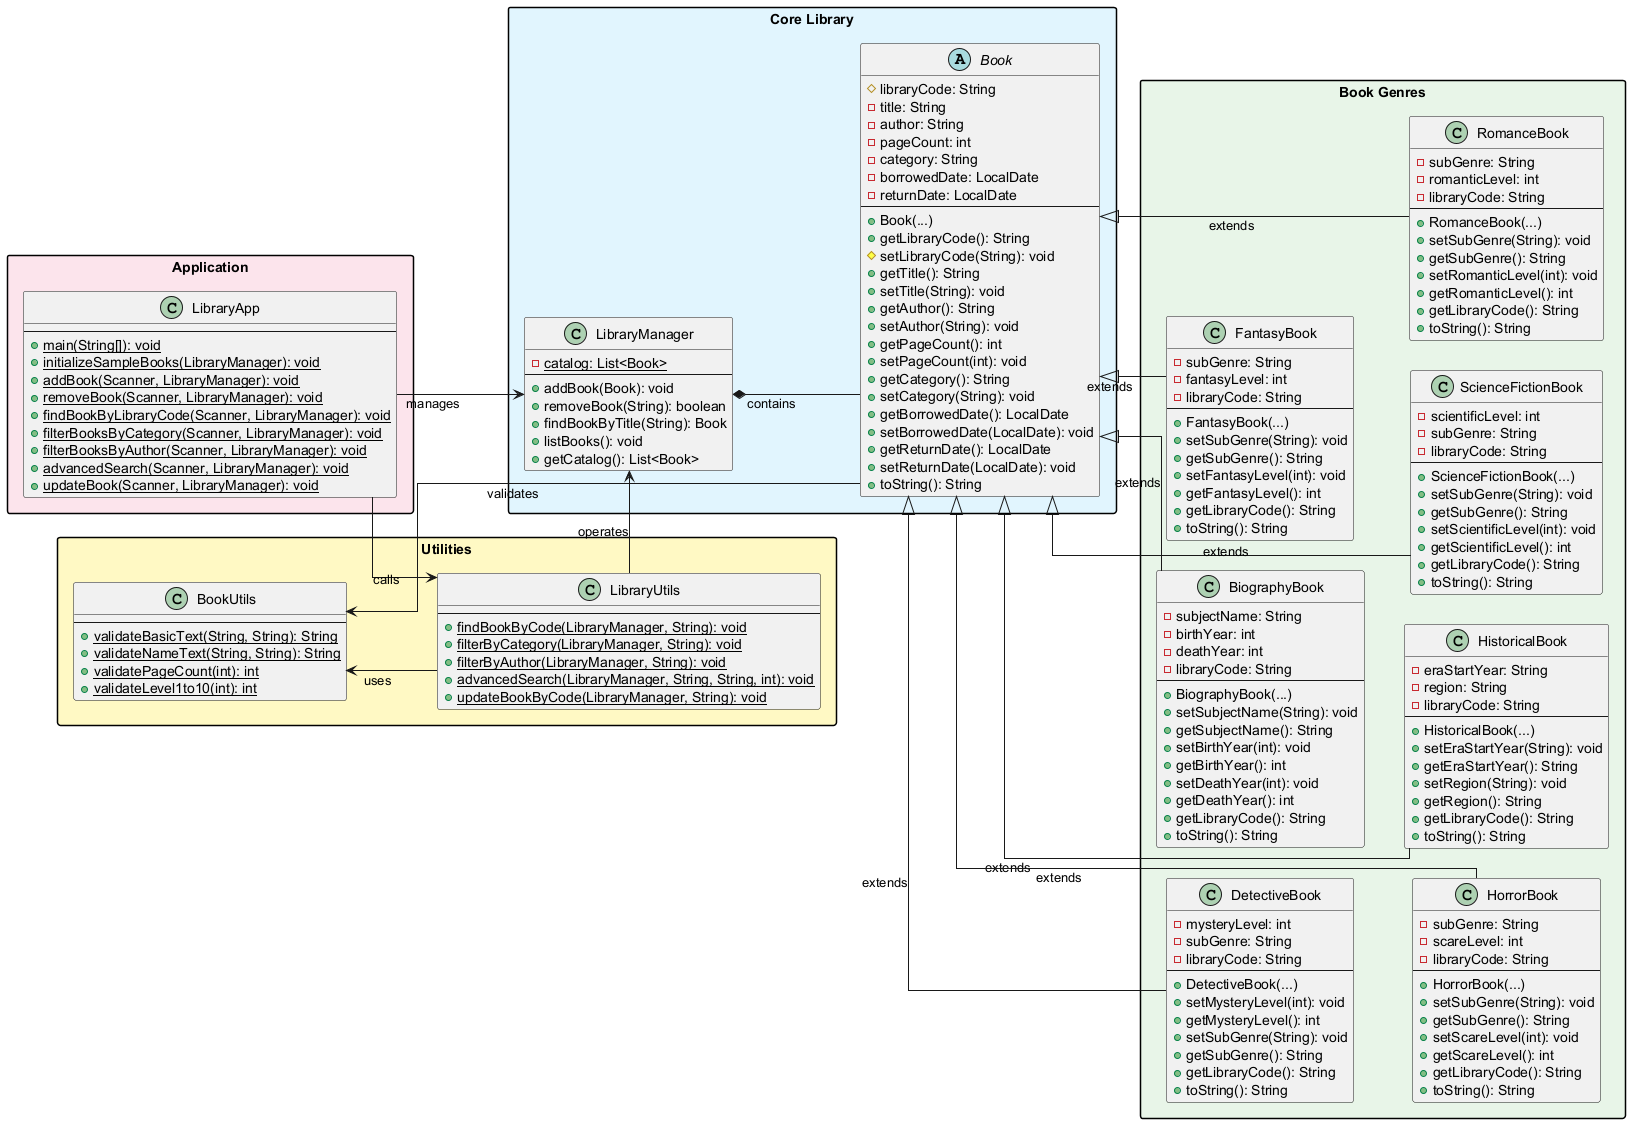 Core Library
A Book
libraryCode: String
title: String
author: String
pageCount: int
category: String
borrowedDate: LocalDate
returnDate: LocalDate
Book(...)
getLibraryCode(): String
setLibraryCode(String): void
getTitle(): String
setTitle(String): void
getAuthor(): String
setAuthor(String): void
getPageCount(): int
setPageCount(int): void
getCategory(): String
setCategory(String): void
getBorrowedDate(): LocalDate
setBorrowedDate(LocalDate): void
getReturnDate(): LocalDate
setReturnDate(LocalDate): void
toString(): String
C LibraryManager
catalog: List<Book>
addBook(Book): void
removeBook(String): boolean
findBookByTitle(String): Book
listBooks(): void
getCatalog(): List<Book>
contains
Application
C LibraryApp
main(String[]): void
initializeSampleBooks(LibraryManager): void
addBook(Scanner, LibraryManager): void
removeBook(Scanner, LibraryManager): void
findBookByLibraryCode(Scanner, LibraryManager): void
filterBooksByCategory(Scanner, LibraryManager): void
filterBooksByAuthor(Scanner, LibraryManager): void
advancedSearch(Scanner, LibraryManager): void
updateBook(Scanner, LibraryManager): void
manages
validates
operates
calls
Utilities
C BookUtils
validateBasicText(String, String): String
validateNameText(String, String): String
validatePageCount(int): int
validateLevel1to10(int): int
uses
C LibraryUtils
findBookByCode(LibraryManager, String): void
filterByCategory(LibraryManager, String): void
filterByAuthor(LibraryManager, String): void
advancedSearch(LibraryManager, String, String, int): void
updateBookByCode(LibraryManager, String): void
Book Genres
C RomanceBook
subGenre: String
romanticLevel: int
libraryCode: String
RomanceBook(...)
setSubGenre(String): void
getSubGenre(): String
setRomanticLevel(int): void
getRomanticLevel(): int
getLibraryCode(): String
toString(): String
extends
C FantasyBook
subGenre: String
fantasyLevel: int
libraryCode: String
FantasyBook(...)
setSubGenre(String): void
getSubGenre(): String
setFantasyLevel(int): void
getFantasyLevel(): int
getLibraryCode(): String
toString(): String
extends
C ScienceFictionBook
scientificLevel: int
subGenre: String
libraryCode: String
ScienceFictionBook(...)
setSubGenre(String): void
getSubGenre(): String
setScientificLevel(int): void
getScientificLevel(): int
getLibraryCode(): String
toString(): String
extends
C BiographyBook
subjectName: String
birthYear: int
deathYear: int
libraryCode: String
BiographyBook(...)
setSubjectName(String): void
getSubjectName(): String
setBirthYear(int): void
getBirthYear(): int
setDeathYear(int): void
getDeathYear(): int
getLibraryCode(): String
toString(): String
extends
C HistoricalBook
eraStartYear: String
region: String
libraryCode: String
HistoricalBook(...)
setEraStartYear(String): void
getEraStartYear(): String
setRegion(String): void
getRegion(): String
getLibraryCode(): String
toString(): String
extends
C DetectiveBook
mysteryLevel: int
subGenre: String
libraryCode: String
DetectiveBook(...)
setMysteryLevel(int): void
getMysteryLevel(): int
setSubGenre(String): void
getSubGenre(): String
getLibraryCode(): String
toString(): String
extends
C HorrorBook
subGenre: String
scareLevel: int
libraryCode: String
HorrorBook(...)
setSubGenre(String): void
getSubGenre(): String
setScareLevel(int): void
getScareLevel(): int
getLibraryCode(): String
toString(): String
extends